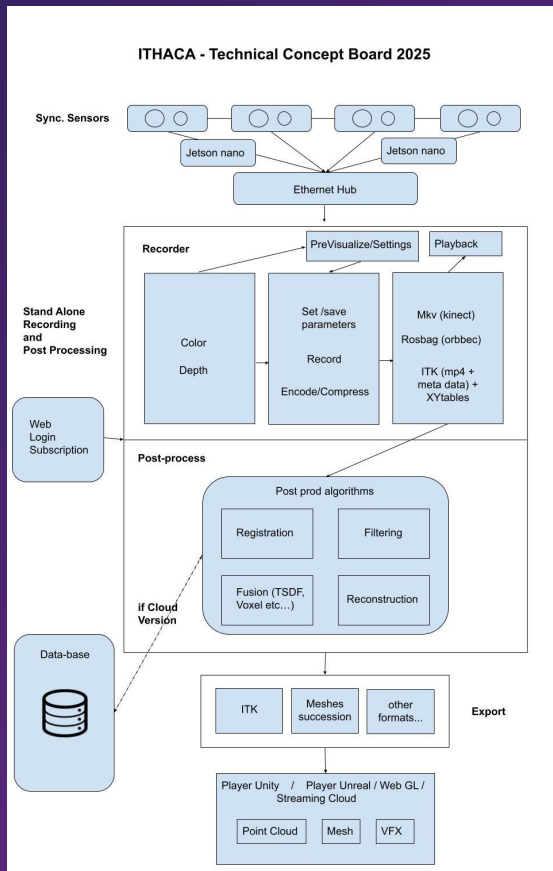 ITHACA - Technical Concept Board 2025
Sync. Sensors
Jetson nano
Jetson nano
Ethernet Hub
Recorder
PreVisualize/Settings
Playback
Stand Alone
Recording
and
Post Processing
Color
Depth
Set /save
parameters
Record
Encode/Compress
Mkv (kinect)
Rosbag (orbbec)
ITK (mp4 +
meta data) +
XYtables
Web
Login
Subscription
Post-process
Post prod algorithms
Registration
Filtering
Fusion (TSDF,
Voxel etc…)
Reconstruction
if Cloud
Version
Data-base
ITK
Meshes
succession
other
formats...
Export
Player Unity / Player Unreal / Web GL /
Streaming Cloud
Point Cloud
Mesh
VFX